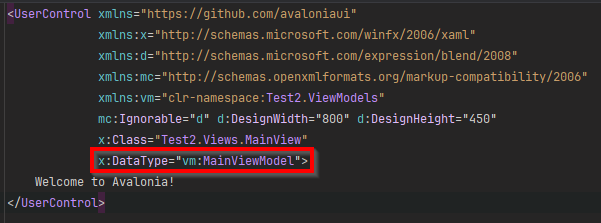 <UserControl xmlns="https://github.com/avaloniaui"
xmlns:x="http://schemas.microsoft.com/winfx/2006/xaml"
xmlns:d="http://schemas.microsoft.com/expression/blend/2008"
xmlns:mc="http://schemas.openxmlformats.org/markup-compatibility/2006"
xmlns:vm="clr-namespace:Test2.ViewModels"
mc:Ignorable="d" d:DesignWidth="800" d:DesignHeight="450"
x:Class="Test2.Views.MainView"
x:DataType="vm:MainViewModel">
Welcome to Avalonia!
</UserControl>